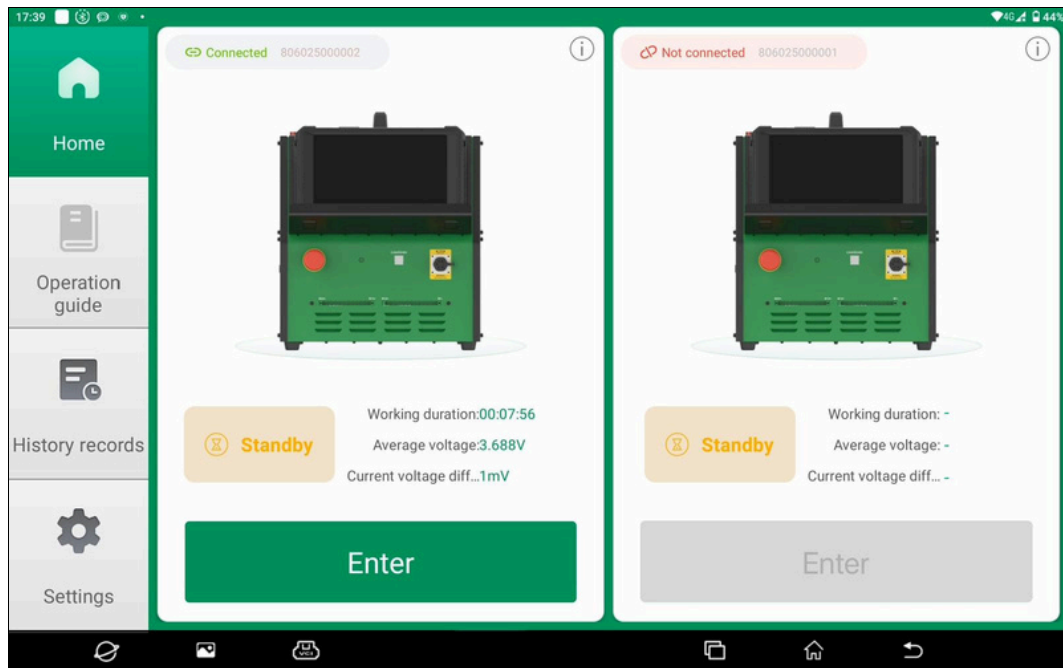 17:39
4G 44%
Home
Operation
guide
History records
Settings
Connected 806025000002
Standby
Working duration:00:07:56
Average voltage:3.688V
Current voltage diff...1mV
Enter
Not connected 806025000001
Standby
Working duration: -
Average voltage: -
Current voltage diff... -
Enter
VCI